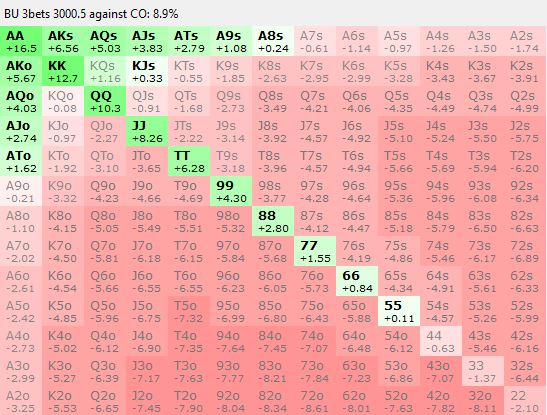 BU 3bets 3000.5 against CO: 8.9%
AA AKs AQs AJs ATs A9s A8s A7s A6s A5s A4s A3s A2s
+16.5 +6.56 +5.03 +3.83 +2.79 +1.08 +0.24 -0.61 -1.14 -0.97 -1.26 -1.50 -1.74
AKo KK KQs KJs KTs K9s K8s K7s K6s K5s K4s K3s K2s
+5.67 +12.7 +1.16 +0.33 -0.55 -1.85 -2.63 -2.95 -2.99 -3.28 -3.43 -3.67 -3.91
AQo KQo QQ QJs QTs Q9s Q8s Q7s Q6s Q5s Q4s Q3s Q2s
+4.03 -0.08 +10.3 -0.91 -1.68 -2.73 -3.49 -4.21 -4.06 -4.35 -4.49 -4.74 -4.99
AJo KJo QJo JJ JTs J9s J8s J7s J6s J5s J4s J3s J2s
+2.74 -0.97 -2.27 +8.26 -2.22 -3.14 -3.92 -4.57 -4.92 -5.10 -5.24 -5.50 -5.75
ATo KTo QTo JTo TT T9s T8s T7s T6s T5s T4s T3s T2s
+1.62 -1.92 -3.10 -3.65 +6.28 -3.18 -3.96 -4.57 -4.94 -5.66 -5.69 -5.94 -6.20
A9o K9o Q9o J9o T9o 99 98s 97s 96s 95s 94s 93s 92s
-0.21 -3.32 -4.23 -4.66 -4.69 +4.30 -3.77 -4.28 -4.64 -5.36 -5.96 -6.08 -6.34
A8o K8o Q8o J8o T8o 98o 88 87s 86s 85s 84s 83s 82s
-1.10 -4.15 -5.05 -5.49 -5.51 -5.32 +2.80 -4.12 -4.47 -5.18 -5.79 -6.50 -6.63
A7o K7o Q7o J7o T7o 97o 87o 77 76s 75s 74s 73s 72s
-2.02 -4.50 -5.81 -6.18 -6.15 -5.84 -5.68 +1.55 -4.19 -4.86 -5.46 -6.17 -6.89
A6o K6o Q6o J6o T6o 96o 86o 76o 66 65s 64s 63s 62s
-2.61 -4.54 -5.66 -6.55 -6.55 -6.23 -6.05 -5.73 +0.84 -4.34 -4.91 -5.61 -6.33
A5o K5o Q5o J5o T5o 95o 85o 75o 65o 55 54s 53s 52s
-2.42 -4.85 -5.96 -6.75 -7.32 -6.99 -6.80 -6.43 -5.88 +0.11 -4.57 -5.26 -5.99
A4o K4o Q4o J4o T4o 94o 84o 74o 64o 54o 44 43s 42s
-2.73 -5.02 -6.12 -6.90 -7.35 -7.64 -7.45 -7.07 -6.48 -6.12 -0.63 -5.46 -6.16
A3o K3o Q3o J3o T3o 93o 83o 73o 63o 53o 43o 33 32s
-2.99 -5.27 -6.39 -7.17 -7.63 -7.77 -8.21 -7.84 -7.23 -6.86 -7.07 -1.37 -6.44
A2o K2o Q2o J2o T2o 92o 82o 72o 62o 52o 42o 32o 22
-3.25 -5.53 -6.65 -7.45 -7.90 -8.04 -8.34 -8.61 -8.01 -7.63 -7.82 -8.11 -2.10